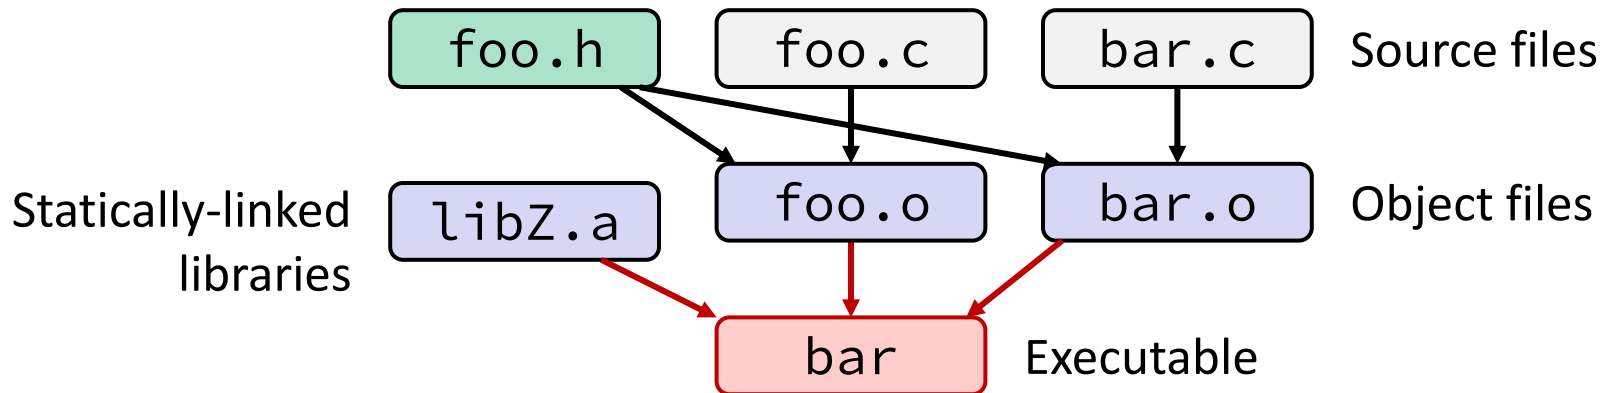 foo.h foo.c bar.c Source files
Statically-linked
libraries
libZ.a foo.o bar.o Object files
bar Executable